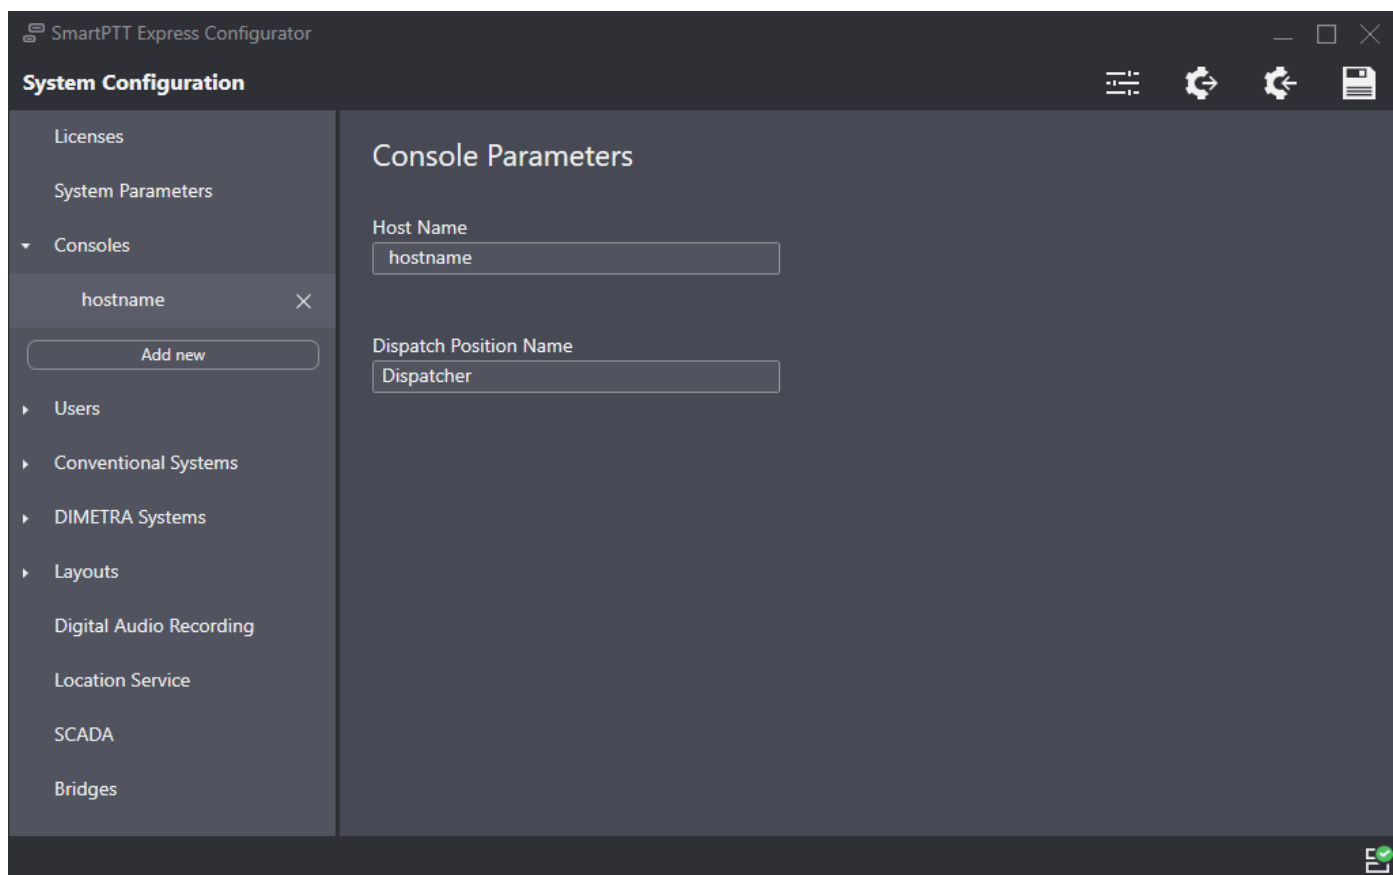 SmartPTT Express Configurator
System Configuration
Licenses
System Parameters
Consoles
hostname
Add new
Users
Conventional Systems
DIMETRA Systems
Layouts
Digital Audio Recording
Location Service
SCADA
Bridges
Console Parameters
Host Name
hostname
Dispatch Position Name
Dispatcher